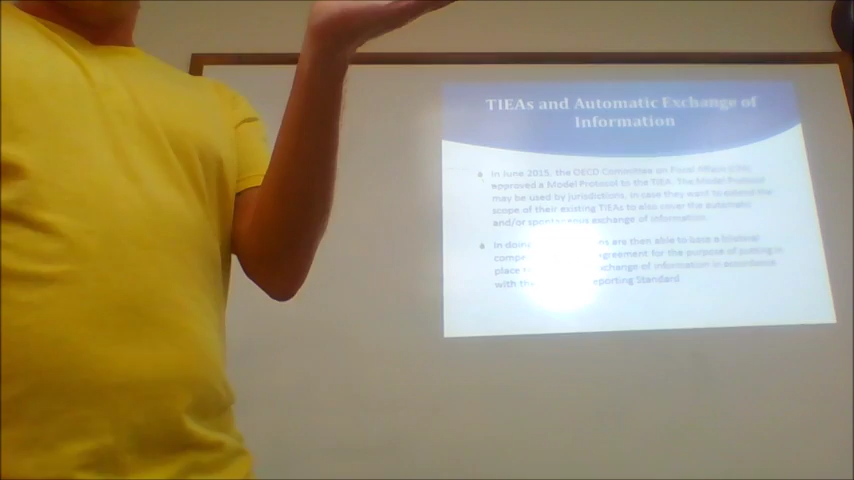 TIEAs and Automatic Exchange of
Information
In June 2015, the OECD Committee on Fiscal Affairs
approved a Model Protocol to the TIEA. The Model Protocol
may be used by jurisdictions, in case they want to extend the
scope of their existing TIEAs to also cover the automatic
and/or spontaneous exchange of information.
In doing are then able to base a bilateral
agreement for the purpose of putting in
place exchange of information in accordance
with the Reporting Standard